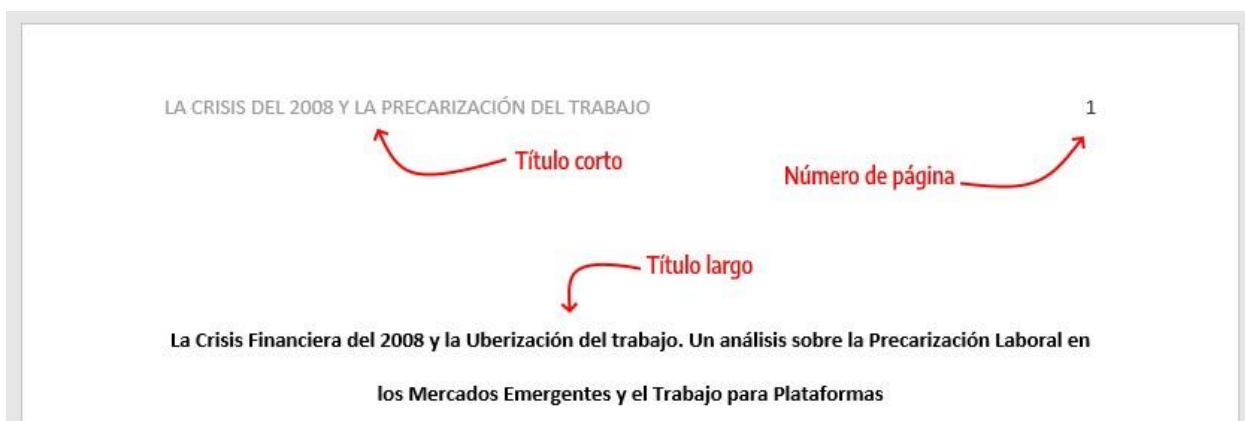 LA CRISIS DEL 2008 Y LA PRECARIZACIÓN DEL TRABAJO 1
Título corto
Número de página
Título largo
La Crisis Financiera del 2008 y la Uberización del trabajo. Un análisis sobre la Precarización Laboral en
los Mercados Emergentes y el Trabajo para Plataformas